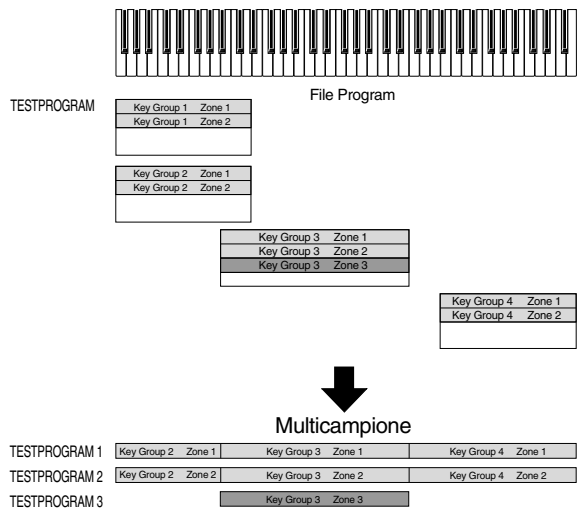 File Program
TESTPROGRAM
Key Group 1 Zone 1
Key Group 1 Zone 2
Key Group 2 Zone 1
Key Group 2 Zone 2
Key Group 3 Zone 1
Key Group 3 Zone 2
Key Group 3 Zone 3
Key Group 4 Zone 1
Key Group 4 Zone 2
Multicampione
TESTPROGRAM 1 Key Group 2 Zone 1 Key Group 3 Zone 1 Key Group 4 Zone 1
TESTPROGRAM 2 Key Group 2 Zone 2 Key Group 3 Zone 2 Key Group 4 Zone 2
TESTPROGRAM 3 Key Group 3 Zone 3